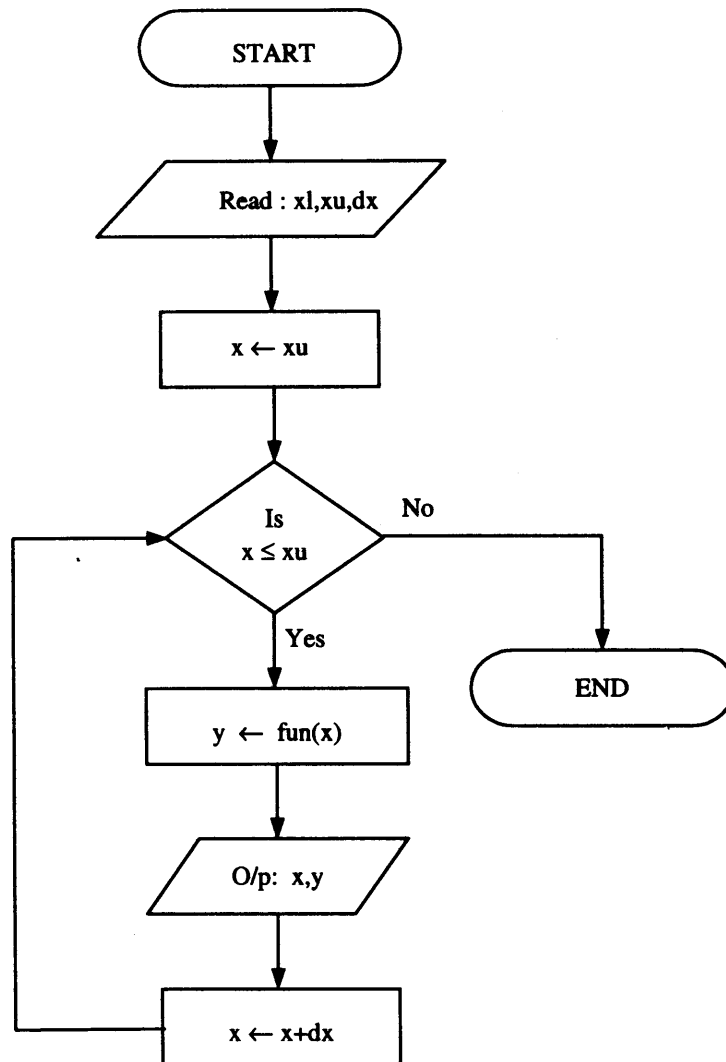 START
Read : xl,xu,dx
x ← xu
Is
x ≤ xu
No
Yes
END
y ← fun(x)
O/p: x,y
x ← x+dx